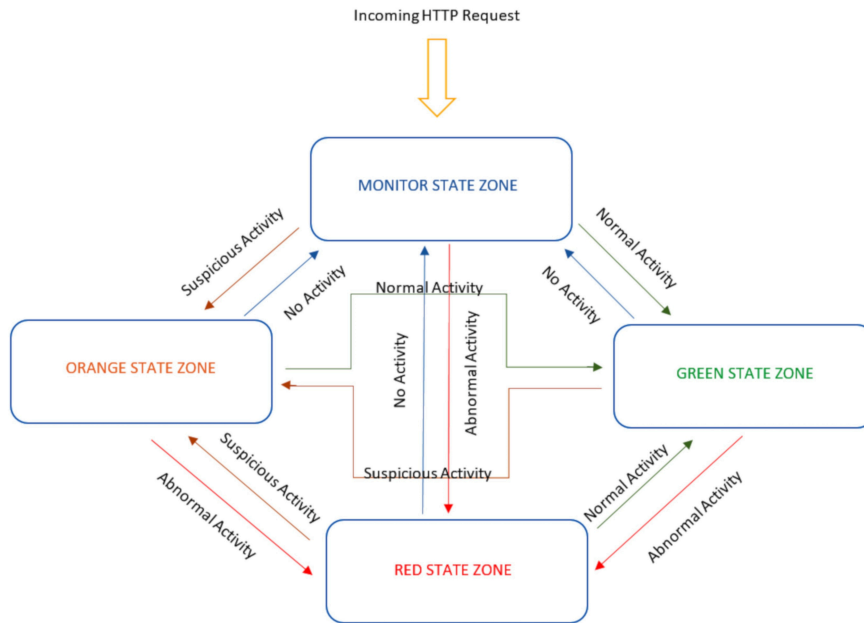 Incoming HTTP Request
MONITOR STATE ZONE
Suspicious Activity
Normal Activity
No Activity
No Activity
Normal Activity
ORANGE STATE ZONE
No Activity
Abnormal Activity
GREEN STATE ZONE
Suspicious Activity
Suspicious Activity
Normal Activity
Abnormal Activity
Abnormal Activity
RED STATE ZONE